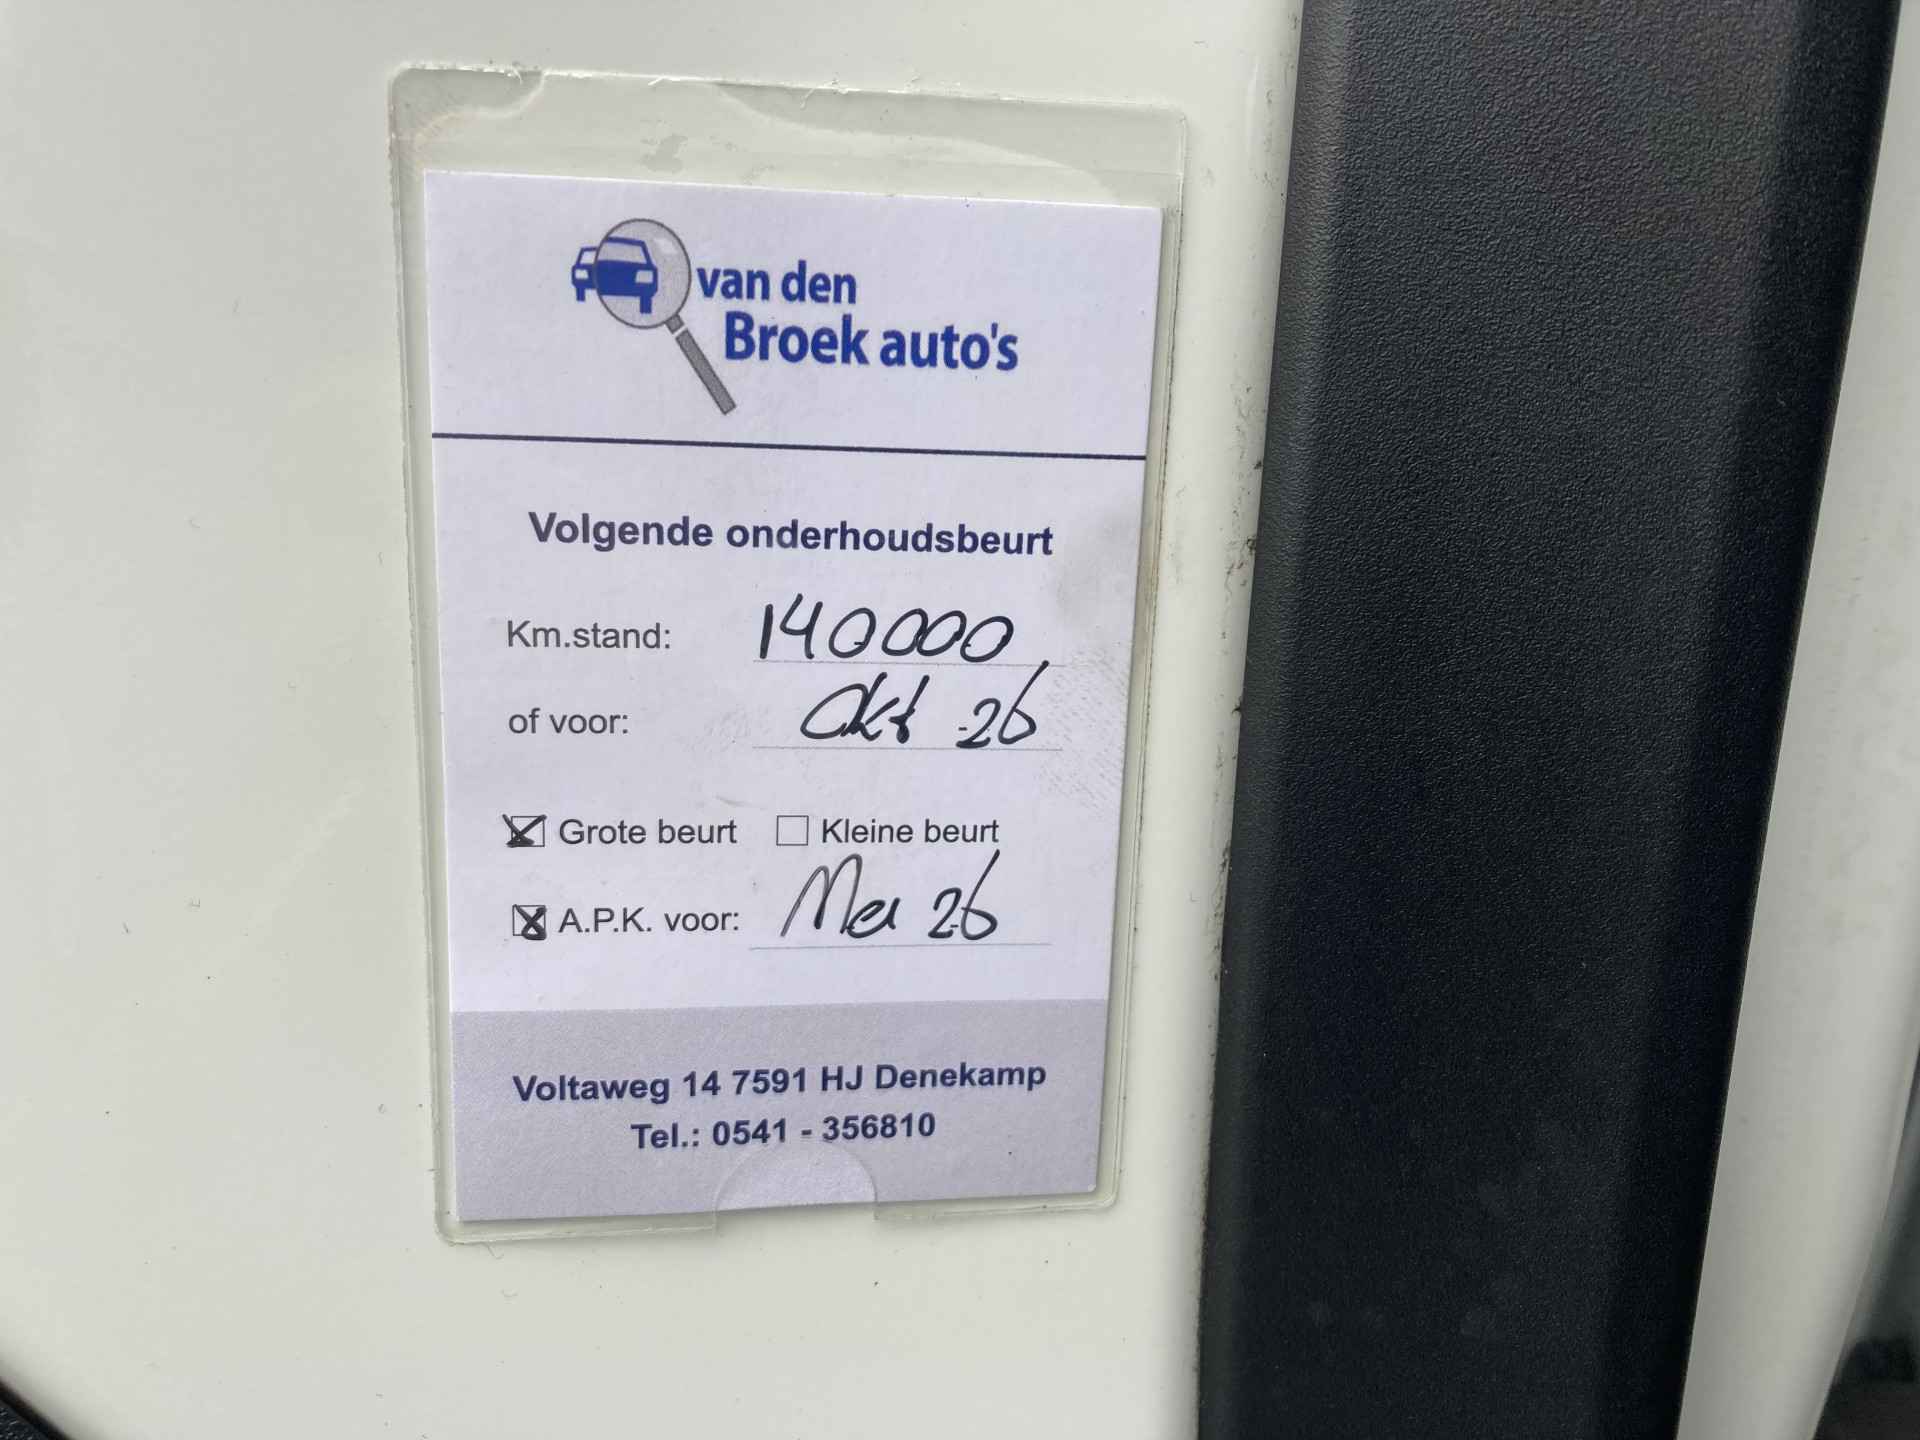 van den
Broek auto's
Volgende onderhoudsbeurt
Km.stand: 140000
of voor: Okt -26
Grote beurt Kleine beurt
A.P.K. voor: Mei 26
Voltaweg 14 7591 HJ Denekamp
Tel.: 0541 - 356810